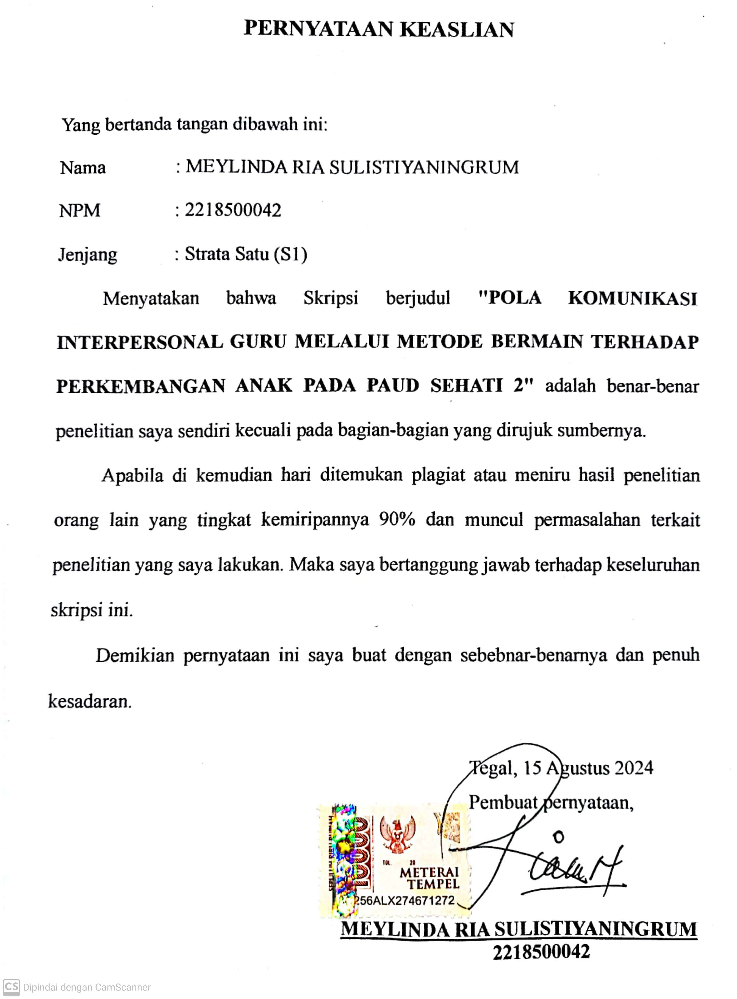 PERNYATAAN KEASLIAN
Yang bertanda tangan dibawah ini:
Nama : MEYLINDA RIA SULISTIYANINGRUM
NPM : 2218500042
Jenjang : Strata Satu (S1)
Menyatakan bahwa Skripsi berjudul "POLA KOMUNIKASI
INTERPERSONAL GURU MELALUI METODE BERMAIN TERHADAP
PERKEMBANGAN ANAK PADA PAUD SEHATI 2" adalah benar-benar
penelitian saya sendiri kecuali pada bagian-bagian yang dirujuk sumbernya.
Apabila di kemudian hari ditemukan plagiat atau meniru hasil penelitian
orang lain yang tingkat kemiripannya 90% dan muncul permasalahan terkait
penelitian yang saya lakukan. Maka saya bertanggung jawab terhadap keseluruhan
skripsi ini.
Demikian pernyataan ini saya buat dengan sebebnar-benarnya dan penuh
kesadaran.
Tegal, 15 Agustus 2024
Pembuat pernyataan,
10000
TGL. 20
METERAI
TEMPEL
256ALX274671272
MEYLINDA RIA SULISTIYANINGRUM
2218500042
CS Dipindai dengan CamScanner